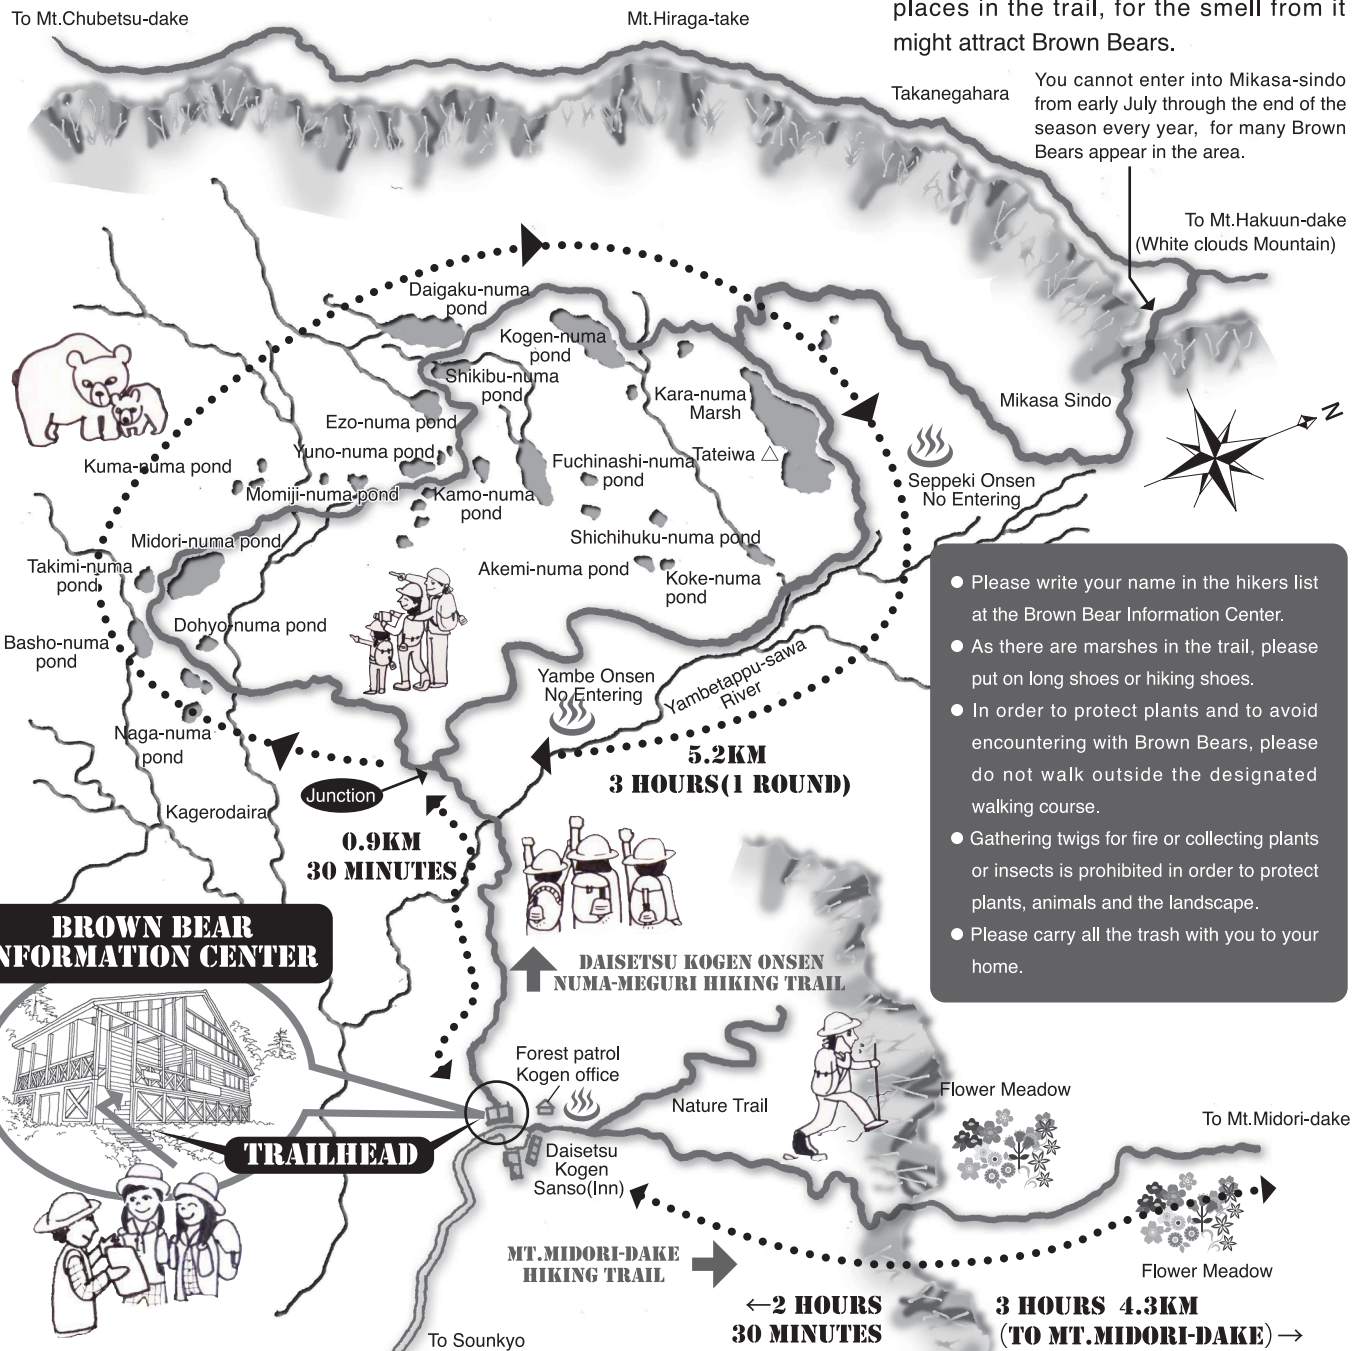 places in the trail, for the smell from it
might attract Brown Bears.
To Mt.Chubetsu-dake
Mt.Hiraga-take
Takanegahara
You cannot enter into Mikasa-sindo
from early July through the end of the
season every year, for many Brown
Bears appear in the area.
To Mt.Hakuun-dake
(White clouds Mountain)
N
Daigaku-numa
pond
Kogen-numa
pond
Shikibu-numa
pond
Kara-numa
Marsh
Mikasa Sindo
Ezo-numa pond
Yuno-numa pond
Fuchinashi-numa
pond
Tateiwa △
Seppeki Onsen
No Entering
Kuma-numa pond
Momiji-numa pond
Kamo-numa
pond
Midori-numa pond
Shichihuku-numa pond
Takimi-numa
pond
Akemi-numa pond
Koke-numa
pond
Dohyo-numa pond
Basho-numa
pond
Yambe Onsen
No Entering
Yambetappu-sawa
River
Naga-numa
pond
5.2KM
3 HOURS(1 ROUND)
Junction
Kagerodaira
0.9KM
30 MINUTES
● Please write your name in the hikers list
at the Brown Bear Information Center.
● As there are marshes in the trail, please
put on long shoes or hiking shoes.
● In order to protect plants and to avoid
encountering with Brown Bears, please
do not walk outside the designated
walking course.
● Gathering twigs for fire or collecting plants
or insects is prohibited in order to protect
plants, animals and the landscape.
● Please carry all the trash with you to your
home.
BROWN BEAR
NFORMATION CENTER
DAISETSU KOGEN ONSEN
NUMA-MEGURI HIKING TRAIL
Forest patrol
Kogen office
Nature Trail
Flower Meadow
To Mt.Midori-dake
TRAILHEAD
Daisetsu
Kogen
Sanso(Inn)
MT.MIDORI-DAKE
HIKING TRAIL
Flower Meadow
←2 HOURS
30 MINUTES
3 HOURS 4.3KM
(TO MT.MIDORI-DAKE)→
To Sounkyo